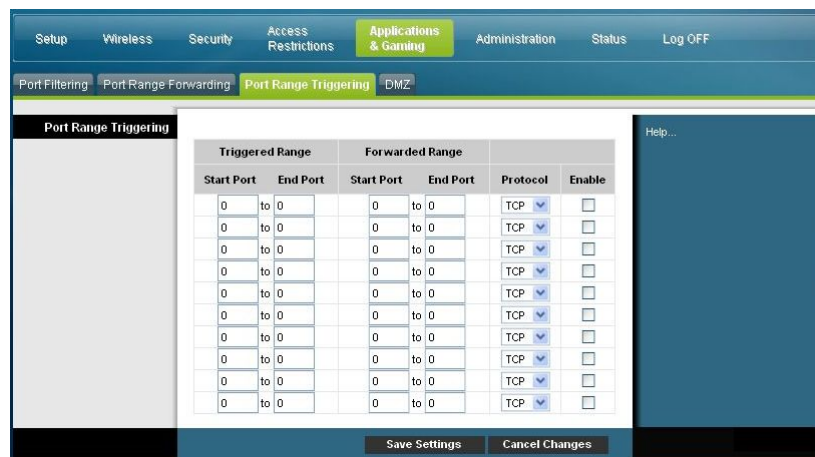 Setup Wireless Security Access Restrictions Applications & Gaming Administration Status Log OFF
Port Filtering Port Range Forwarding Port Range Triggering DMZ
Port Range Triggering
Help...
Triggered Range Forwarded Range
Start Port End Port Start Port End Port Protocol Enable
0 to 0 0 to 0 TCP
0 to 0 0 to 0 TCP
0 to 0 0 to 0 TCP
0 to 0 0 to 0 TCP
0 to 0 0 to 0 TCP
0 to 0 0 to 0 TCP
0 to 0 0 to 0 TCP
0 to 0 0 to 0 TCP
0 to 0 0 to 0 TCP
0 to 0 0 to 0 TCP
Save Settings Cancel Changes